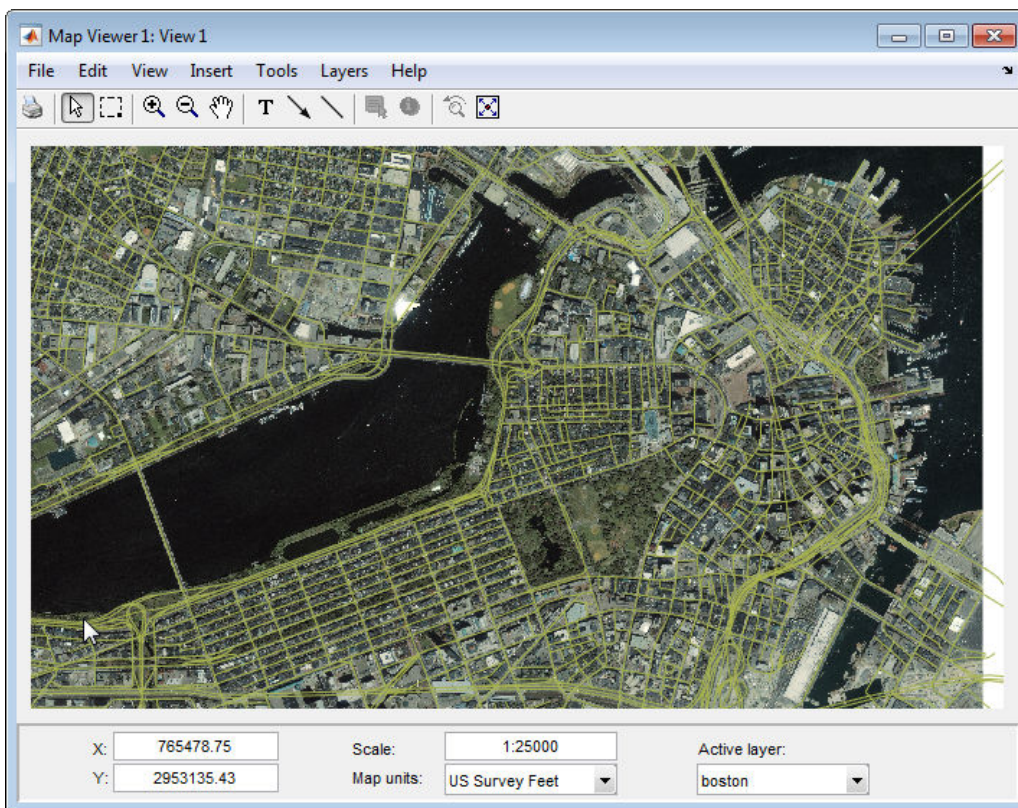 Map Viewer 1: View 1
File Edit View Insert Tools Layers Help
T
X: 765478.75 Scale: 1:25000 Active layer:
Y: 2953135.43 Map units: US Survey Feet boston